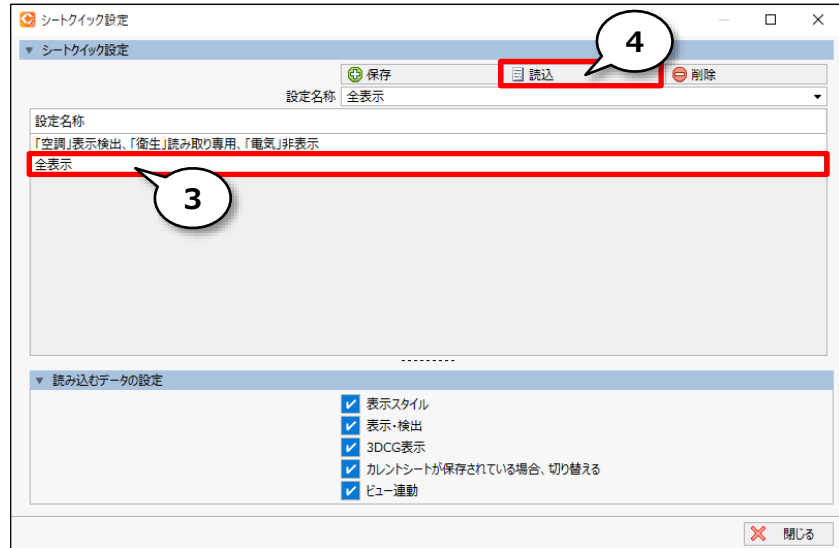 シートクイック設定
シートクイック設定
保存 読込 削除
4
設定名称 全表示
設定名称
「空調」表示検出、「衛生」読み取り専用、「電気」非表示
全表示
3
読み込むデータの設定
表示スタイル
表示・検出
3DCG表示
カレントシートが保存されている場合、切り替える
ビュー連動
閉じる